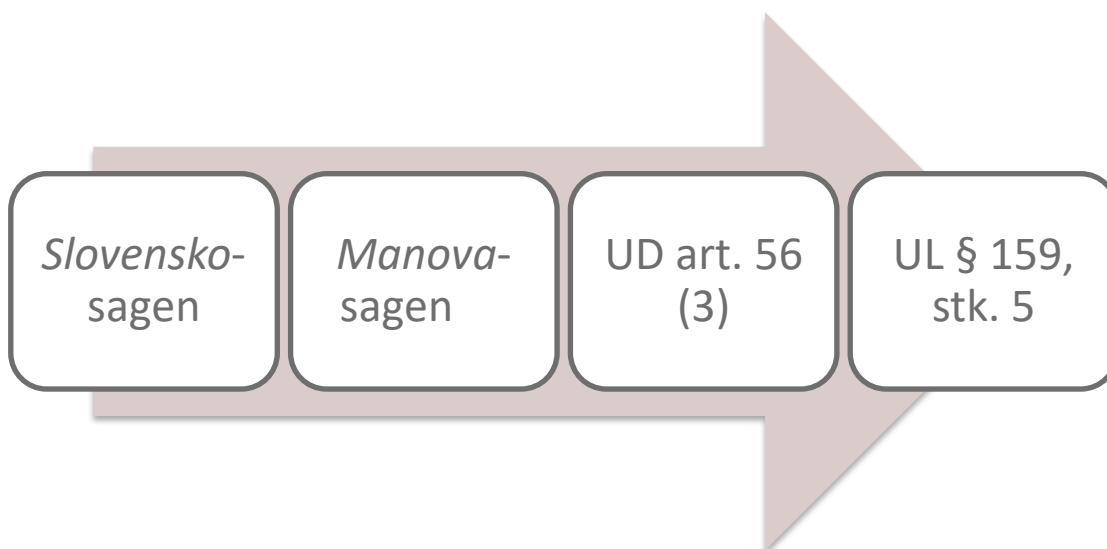 Slovensko-
sagen
Manova-
sagen
UD art. 56
(3)
UL § 159,
stk. 5